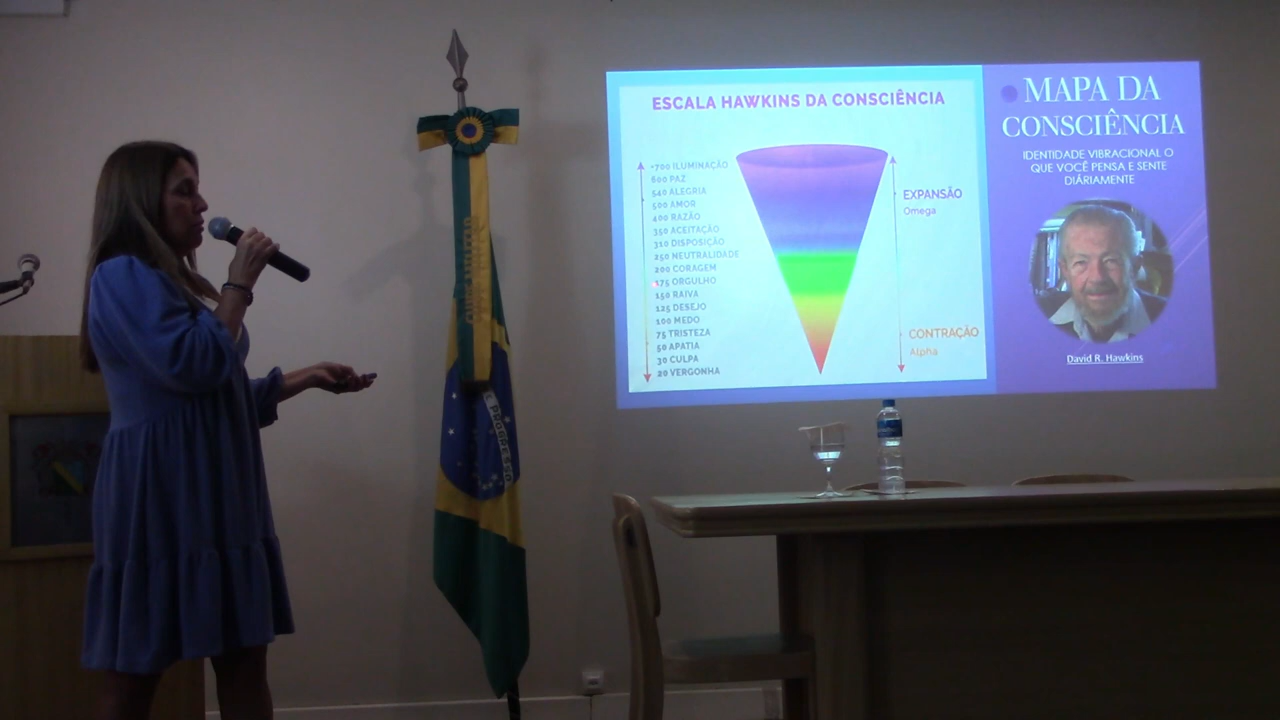 ESCALA HAWKINS DA CONSCIÊNCIA
+700 ILUMINAÇÃO
600 PAZ
540 ALEGRIA
500 AMOR
400 RAZÃO
350 ACEITAÇÃO
310 DISPOSIÇÃO
250 NEUTRALIDADE
200 CORAGEM
175 ORGULHO
150 RAIVA
125 DESEJO
100 MEDO
75 TRISTEZA
50 APATIA
30 CULPA
20 VERGONHA
EXPANSÃO
Omega
CONTRAÇÃO
Alpha
MAPA DA
CONSCIÊNCIA
IDENTIDADE VIBRACIONAL O
QUE VOCÊ PENSA E SENTE
DIÁRIAMENTE
David R. Hawkins
E PROGRESSO